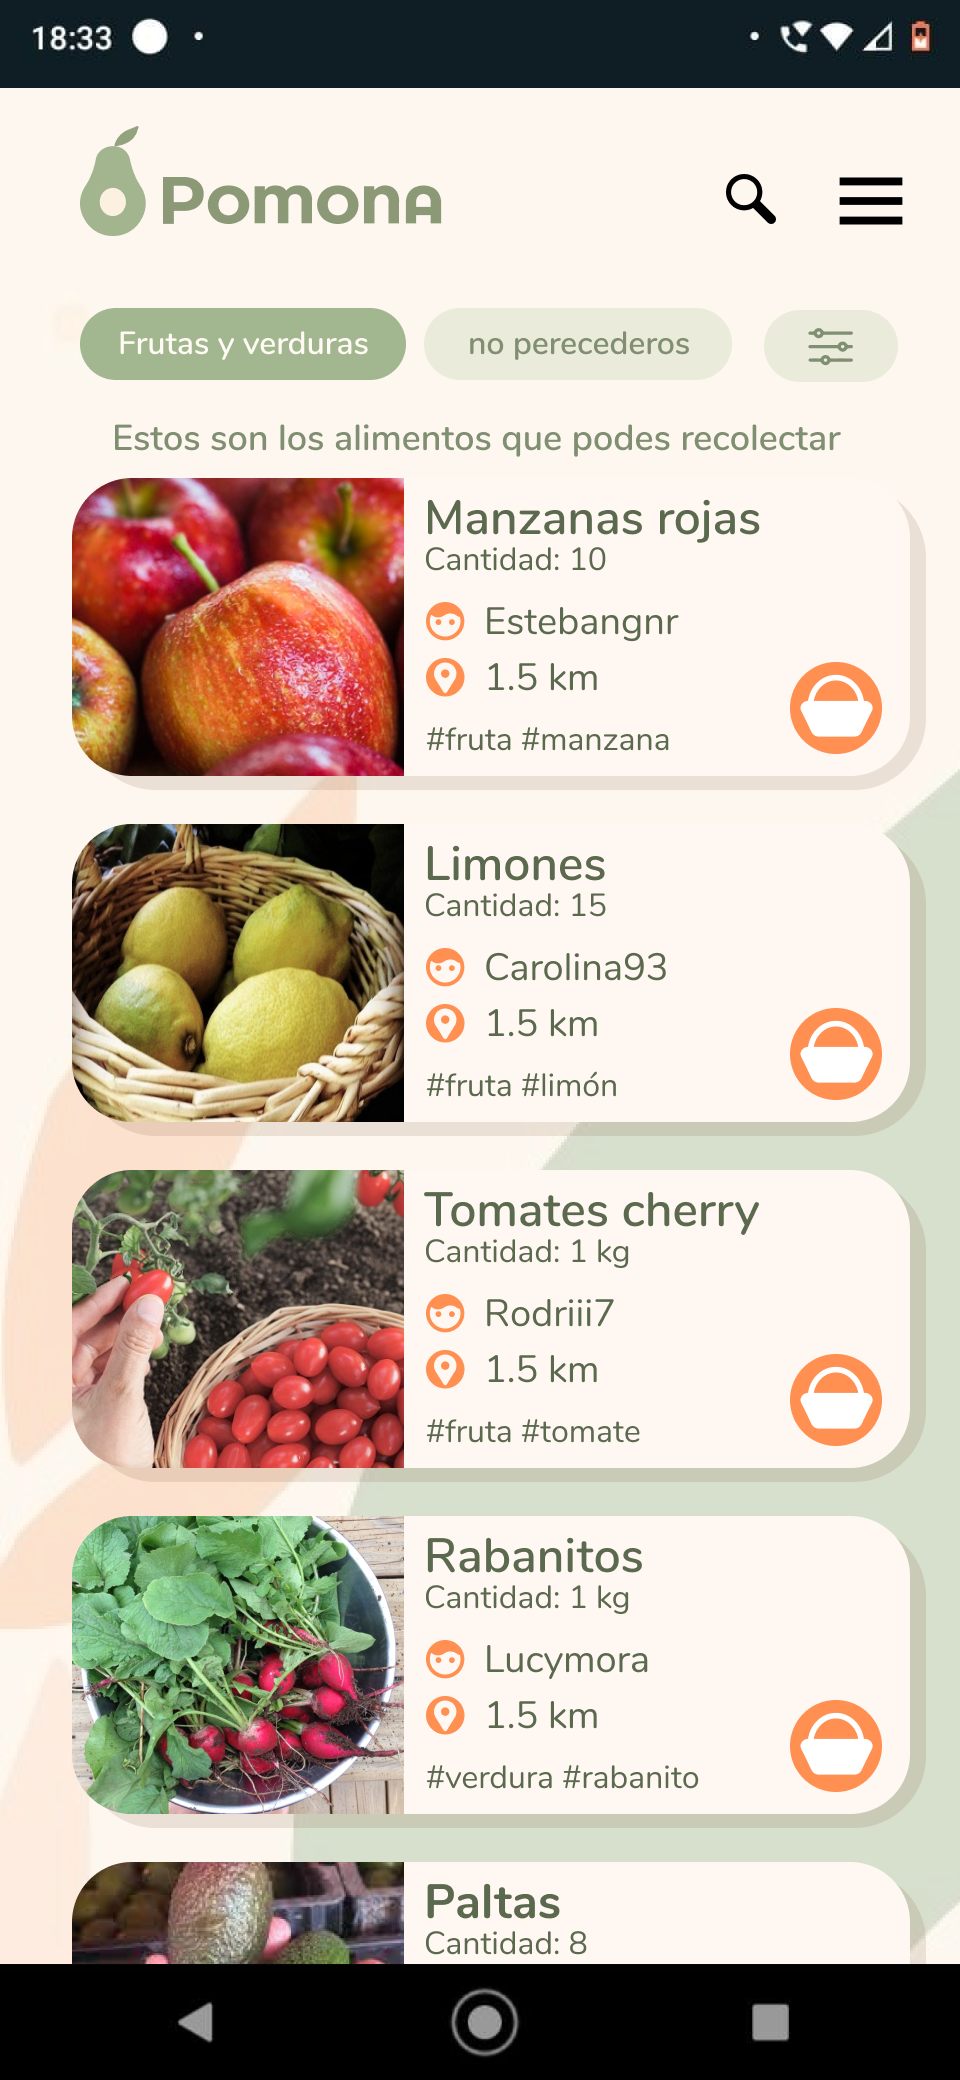 18:33
Pomona
Frutas y verduras
no perecederos
Estos son los alimentos que podes recolectar
Manzanas rojas
Cantidad: 10
Estebangnr
1.5 km
#fruta #manzana
Limones
Cantidad: 15
Carolina93
1.5 km
#fruta #limón
Tomates cherry
Cantidad: 1 kg
Rodriii7
1.5 km
#fruta #tomate
Rabanitos
Cantidad: 1 kg
Lucymora
1.5 km
#verdura #rabanito
Paltas
Cantidad: 8